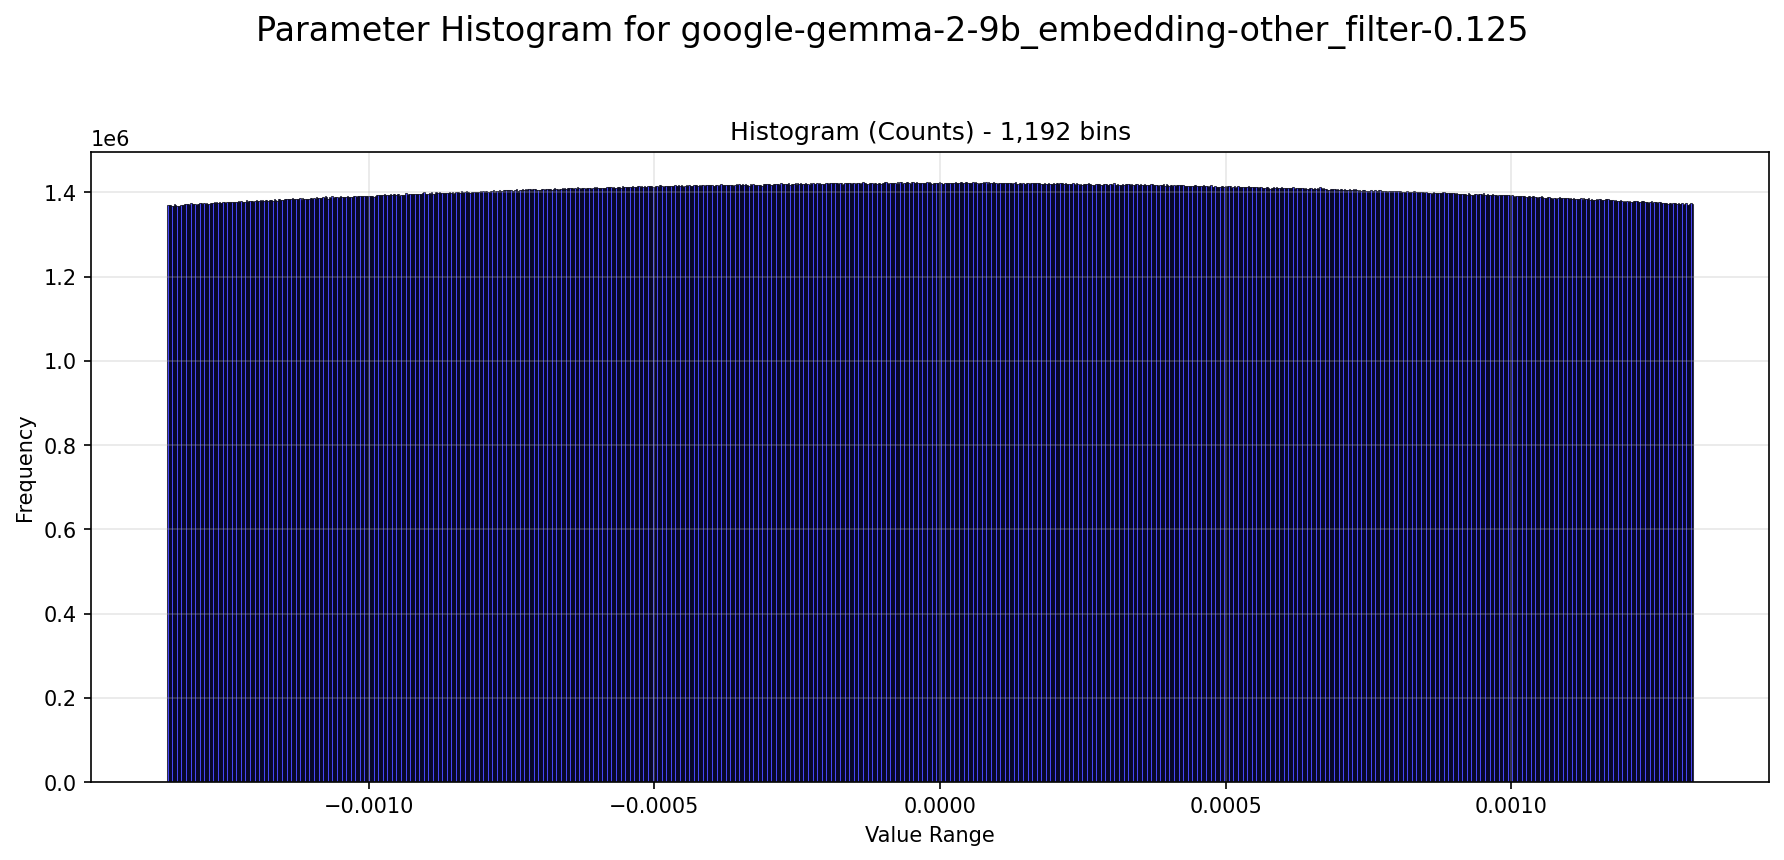 Parameter Histogram for google-gemma-2-9b_embedding-other_filter-0.125
Histogram (Counts) - 1,192 bins
1e6
1.4
1.2
1.0
0.8
0.6
0.4
0.2
0.0
Frequency
−0.0010
−0.0005
0.0000
0.0005
0.0010
Value Range